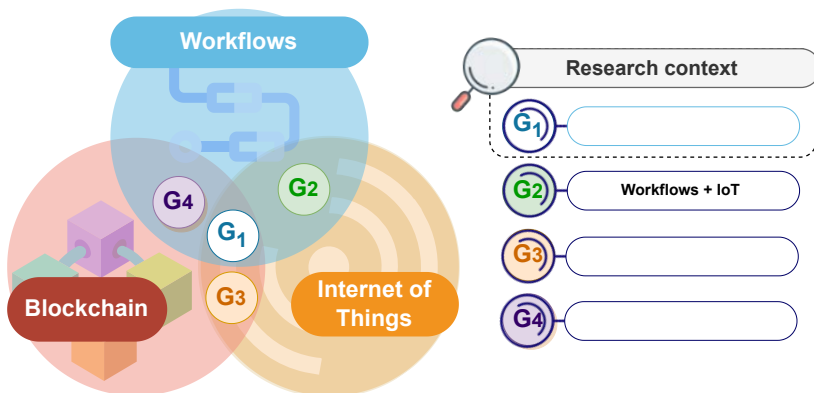 Workflows
G4
G2
G1
G3
Blockchain
Internet of
Things
Research context
G1
G2
Workflows + IoT
G3
G4